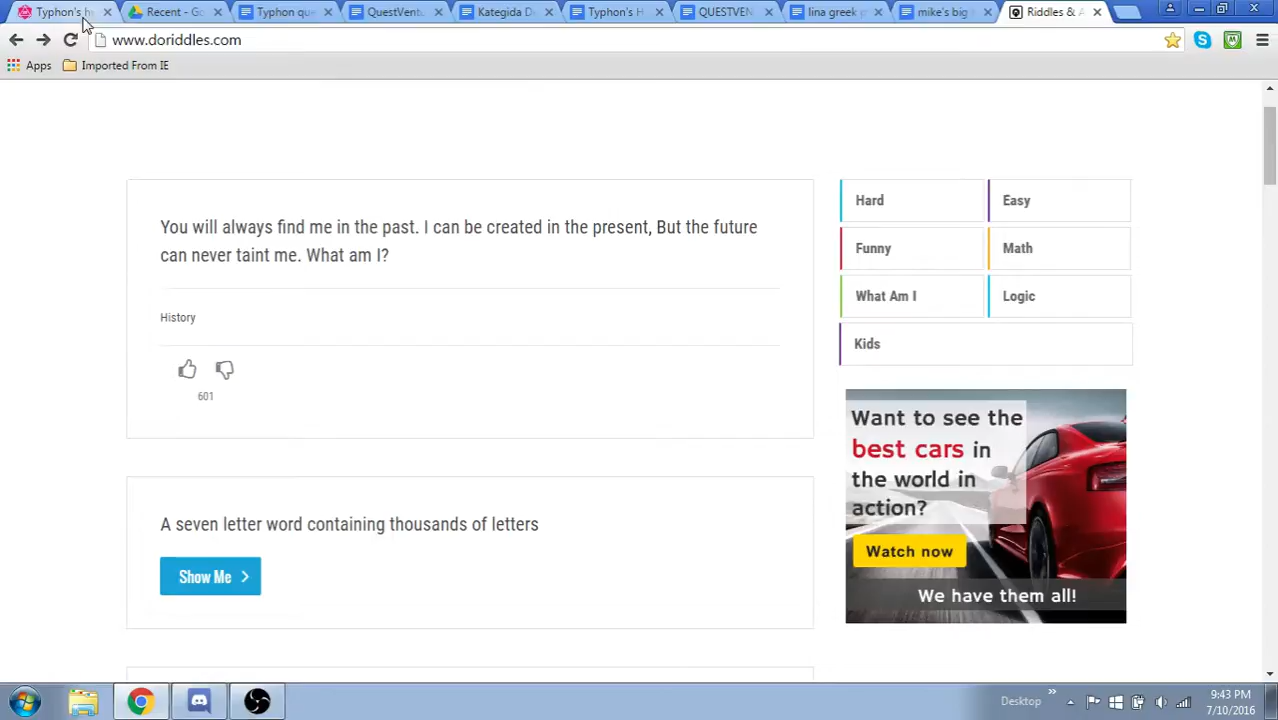 Typhon's h
Recent - Go
Typhon que
QuestVentu
Kategida D
Typhon's H
QUESTVEN
lina greek p
mike's big
Riddles & A
www.doriddles.com
Apps
Imported From IE
You will always find me in the past. I can be created in the present, But the future
can never taint me. What am I?
History
601
A seven letter word containing thousands of letters
Show Me
Hard
Easy
Funny
Math
What Am I
Logic
Kids
Want to see the
best cars in
the world in
action?
Watch now
We have them all!
Desktop
9:43 PM
7/10/2016